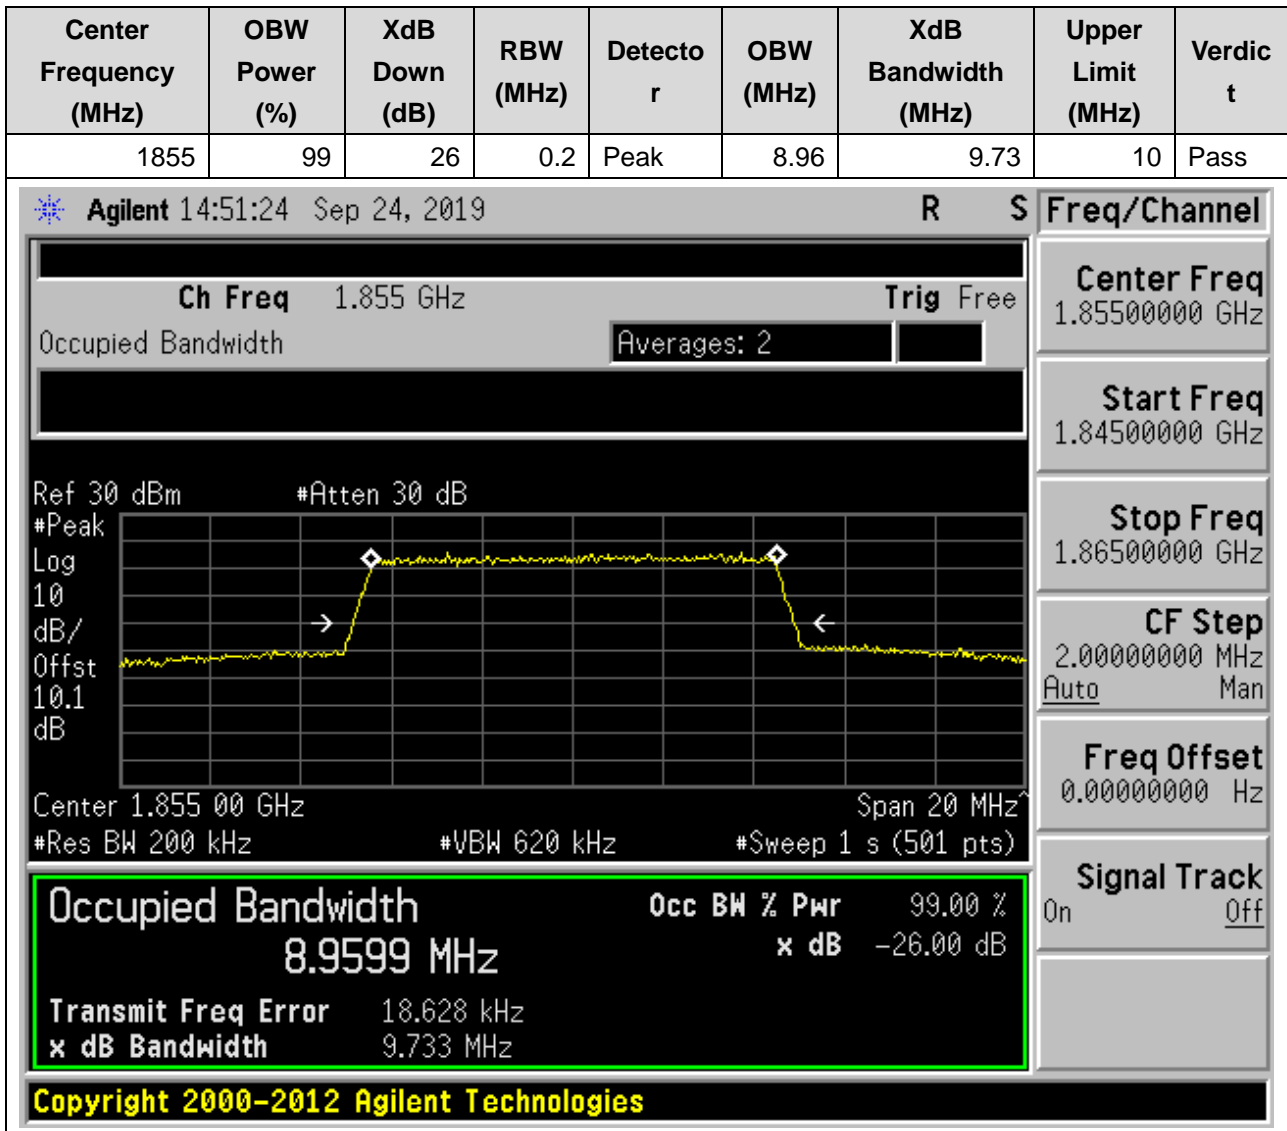 Center Frequency (MHz) OBW Power (%) XdB Down (dB) RBW (MHz) Detecto r OBW (MHz) XdB Bandwidth (MHz) Upper Limit (MHz) Verdic t
1855 99 26 0.2 Peak 8.96 9.73 10 Pass
Agilent 14:51:24 Sep 24, 2019 R S Freq/Channel
Ch Freq 1.855 GHz Trig Free
Occupied Bandwidth Averages: 2
Center Freq
1.85500000 GHz
Start Freq
1.84500000 GHz
Stop Freq
1.86500000 GHz
CF Step
2.00000000 MHz
Auto Man
Freq Offset
0.00000000 Hz
Signal Track
On Off
Ref 30 dBm #Atten 30 dB
#Peak
Log
10
dB/
Offst
10.1
dB
Center 1.855 00 GHz Span 20 MHz^
#Res BW 200 kHz #VBW 620 kHz #Sweep 1 s (501 pts)
Occupied Bandwidth Occ BW % Pwr 99.00 %
8.9599 MHz x dB -26.00 dB
Transmit Freq Error 18.628 kHz
x dB Bandwidth 9.733 MHz
Copyright 2000-2012 Agilent Technologies